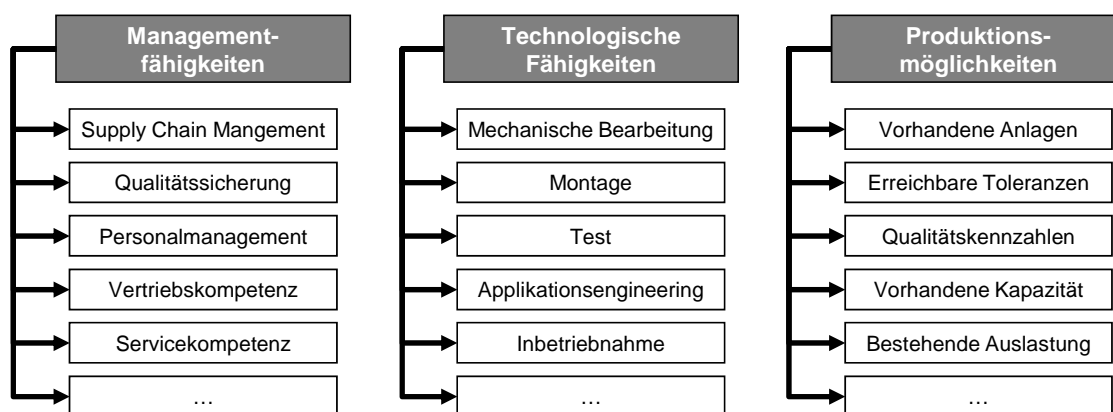 Management-
fähigkeiten
Supply Chain Mangement
Qualitätssicherung
Personalmanagement
Vertriebskompetenz
Servicekompetenz
…
Technologische
Fähigkeiten
Mechanische Bearbeitung
Montage
Test
Applikationsengineering
Inbetriebnahme
…
Produktions-
möglichkeiten
Vorhandene Anlagen
Erreichbare Toleranzen
Qualitätskennzahlen
Vorhandene Kapazität
Bestehende Auslastung
…